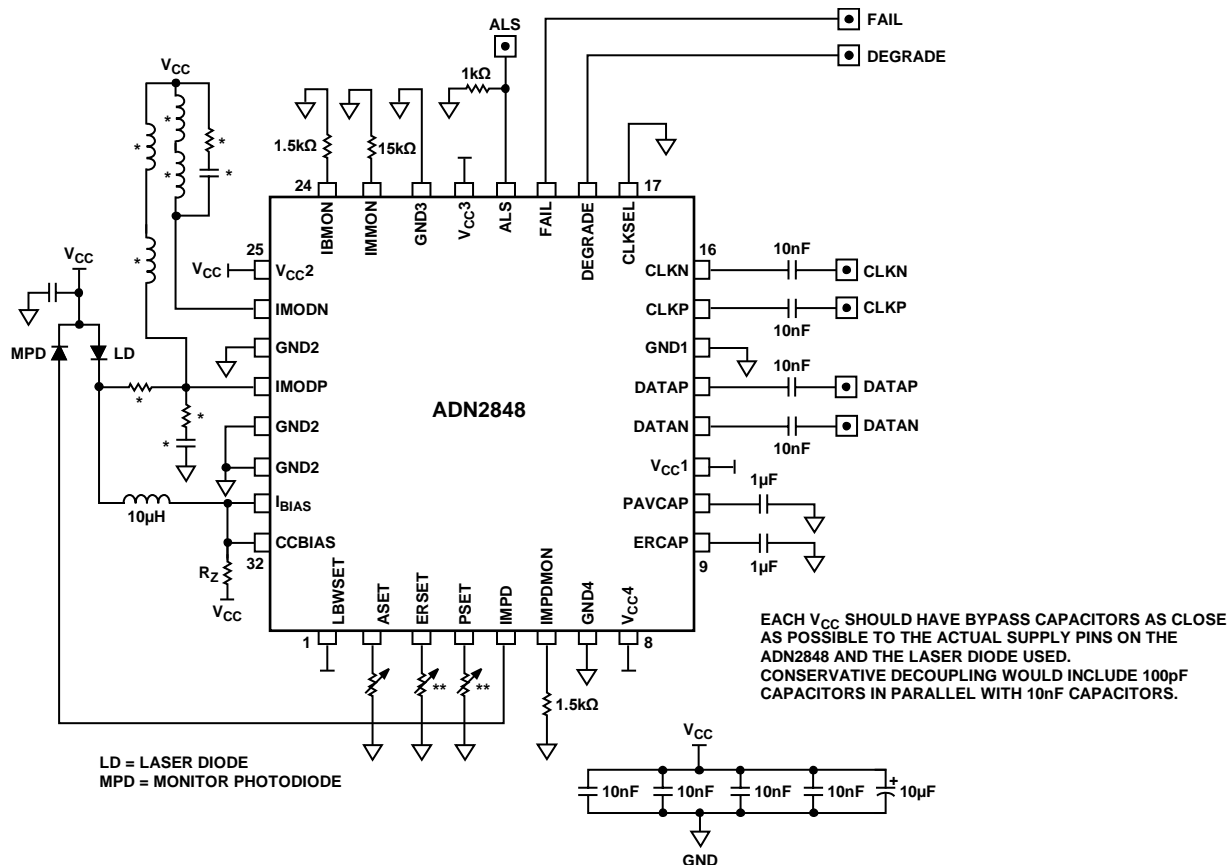 ALS
FAIL
DEGRADE
1kΩ
VCC
*
*
*
*
*
*
1.5kΩ
15kΩ
24
17
IBMON
IMMON
GND3
VCC3
ALS
FAIL
DEGRADE
CLKSEL
VCC
25
VCC
VCC2
IMODN
GND2
IMODP
GND2
GND2
IBIAS
CCBIAS
32
MPD
LD
*
*
*
10µH
RZ
VCC
ADN2848
16
CLKN
CLKP
GND1
DATAP
DATAN
VCC1
PAVCAP
ERCAP
9
10nF
CLKN
CLKP
10nF
10nF
DATAP
DATAN
10nF
1µF
1µF
1
LBWSET
ASET
ERSET
PSET
IMPD
IMPDMON
GND4
VCC4
8
**
**
1.5kΩ
EACH VCC SHOULD HAVE BYPASS CAPACITORS AS CLOSE
AS POSSIBLE TO THE ACTUAL SUPPLY PINS ON THE
ADN2848 AND THE LASER DIODE USED.
CONSERVATIVE DECOUPLING WOULD INCLUDE 100pF
CAPACITORS IN PARALLEL WITH 10nF CAPACITORS.
LD = LASER DIODE
MPD = MONITOR PHOTODIODE
VCC
10nF
10nF
10nF
10nF
+
10µF
GND